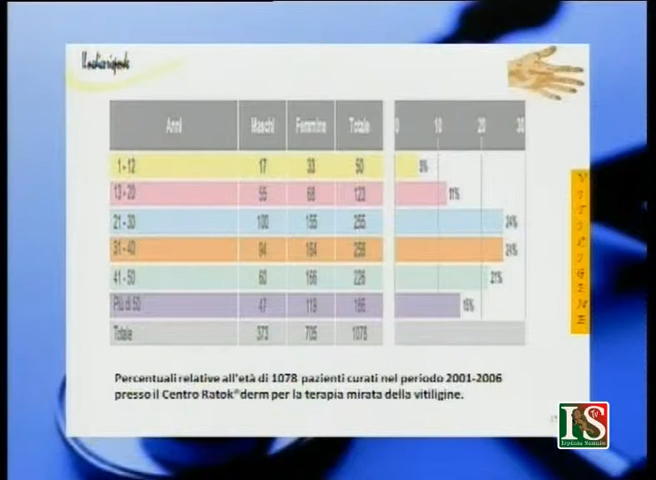 Anni Maschi Femmine Totale 0 10 20 30
1-12 17 33 50 5%
13-20 55 68 123 11%
21-30 100 155 255 24%
31-40 94 164 258 24%
41-50 60 166 226 21%
Più di 50 47 119 166 15%
Totale 373 705 1078
Percentuali relative all'età di 1078 pazienti curati nel periodo 2001-2006
presso il Centro Ratok®derm per la terapia mirata della vitiligine.
IS TV